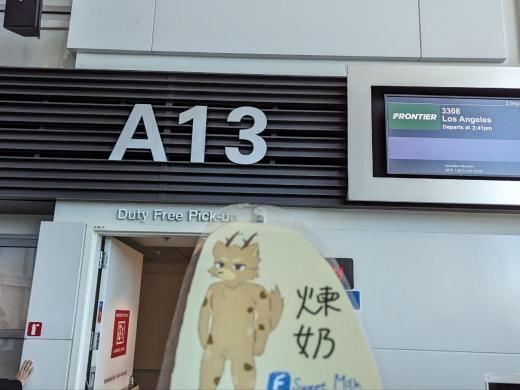 A13
FRONTIER
3308
Los Angeles
Departs at 2:41pm
Duty Free Pick-up
煉
奶
Sweet Milk